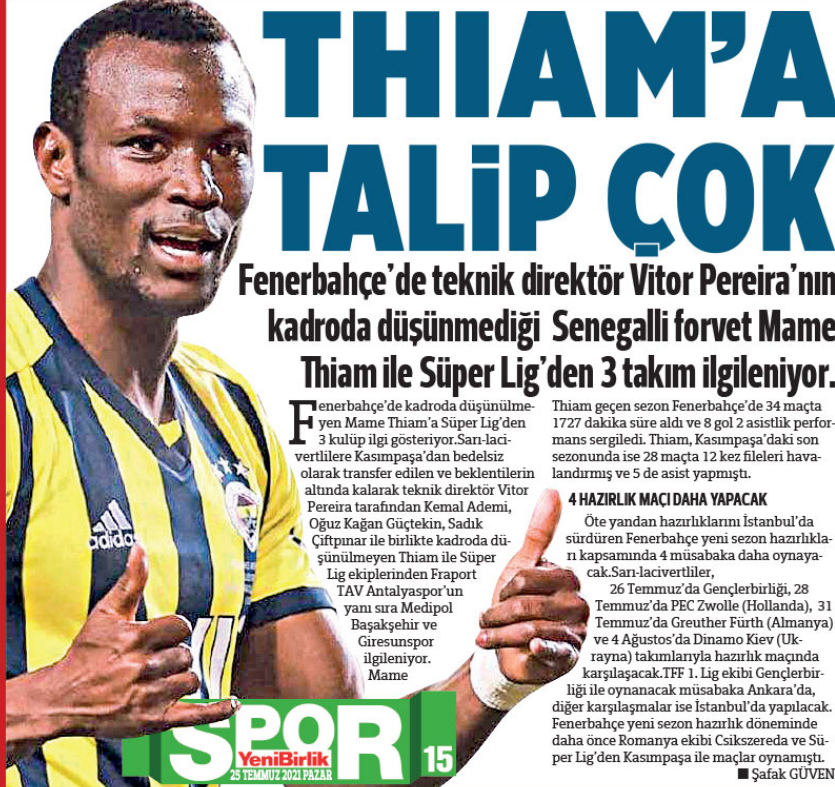 THIAM'A
TALİP ÇOK
Fenerbahçe'de teknik direktör Vitor Pereira'nın
kadroda düşünmediği Senegalli forvet Mame
Thiam ile Süper Lig'den 3 takım ilgileniyor.
Fenerbahçe'de kadroda düşünülme-
yen Mame Thiam'a Süper Lig'den
3 kulüp ilgi gösteriyor.Sarı-laci-
vertlilere Kasımpaşa'dan bedelsiz
olarak transfer edilen ve beklentilerin
altında kalarak teknik direktör Vitor
Pereira tarafından Kemal Ademi,
Oğuz Kağan Güçtekin, Sadık
Çiftpınar ile birlikte kadroda dü-
şünülmeyen Thiam ile Süper
Lig ekiplerinden Fraport
TAV Antalyaspor'un
yanı sıra Medipol
Başakşehir ve
Giresunspor
ilgileniyor.
Mame
Thiam geçen sezon Fenerbahçe'de 34 maçta
1727 dakika süre aldı ve 8 gol 2 asistlik perfor-
mans sergiledi. Thiam, Kasımpaşa'daki son
sezonunda ise 28 maçta 12 kez fileleri hava-
landırmış ve 5 de asist yapmıştı.
4 HAZIRLIK MAÇI DAHA YAPACAK
Öte yandan hazırlıklarını İstanbul'da
sürdüren Fenerbahçe yeni sezon hazırlıkla-
rı kapsamında 4 müsabaka daha oynaya-
cak.Sarı-lacivertliler,
26 Temmuz'da Gençlerbirliği, 28
Temmuz'da PEC Zwolle (Hollanda), 31
Temmuz'da Greuther Fürth (Almanya)
ve 4 Ağustos'da Dinamo Kiev (Uk-
rayna) takımlarıyla hazırlık maçında
karşılaşacak.TFF 1. Lig ekibi Gençlerbir-
liği ile oynanacak müsabaka Ankara'da,
diğer karşılaşmalar ise İstanbul'da yapılacak.
Fenerbahçe yeni sezon hazırlık döneminde
daha önce Romanya ekibi Csikszereda ve Sü-
per Lig'den Kasımpaşa ile maçlar oynamıştı.
■ Şafak GÜVEN
adidas
SPOR
YeniBirlik
25 TEMMUZ 2021 PAZAR
15